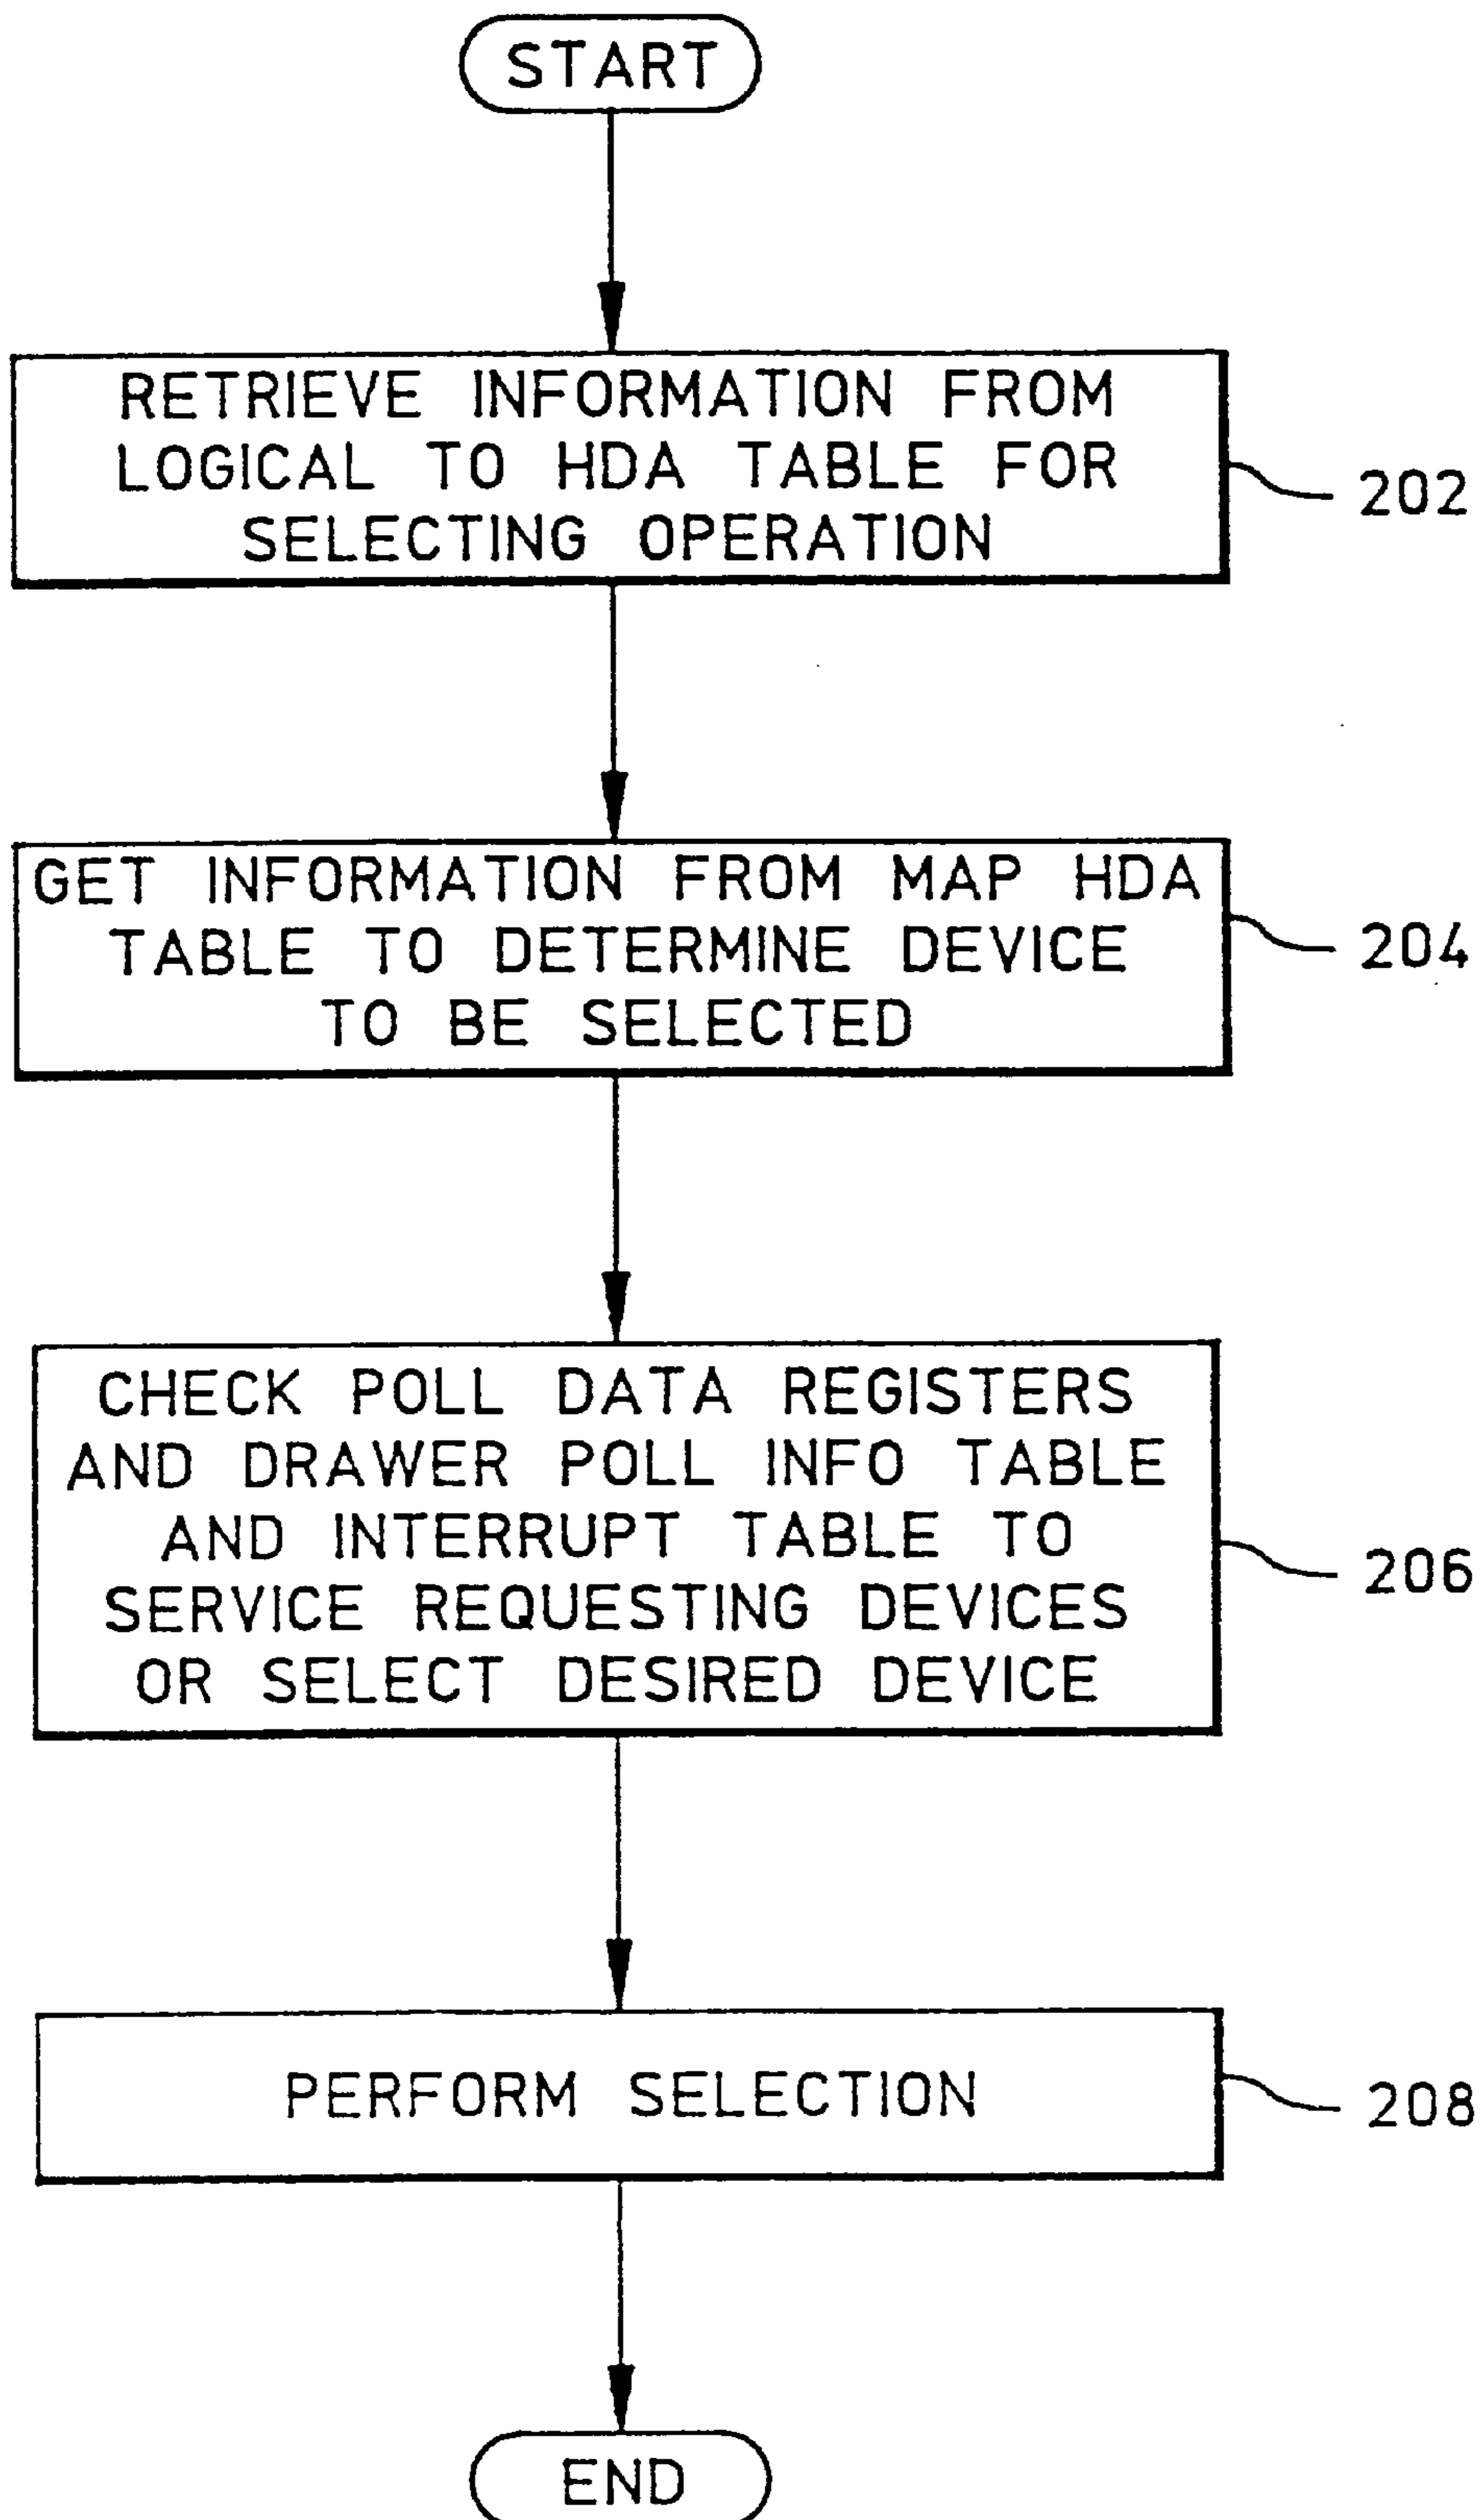 START
RETRIEVE INFORMATION FROM
LOGICAL TO HDA TABLE FOR
SELECTING OPERATION
202
GET INFORMATION FROM MAP HDA
TABLE TO DETERMINE DEVICE
TO BE SELECTED
204
CHECK POLL DATA REGISTERS
AND DRAWER POLL INFO TABLE
AND INTERRUPT TABLE TO
SERVICE REQUESTING DEVICES
OR SELECT DESIRED DEVICE
206
PERFORM SELECTION
208
END